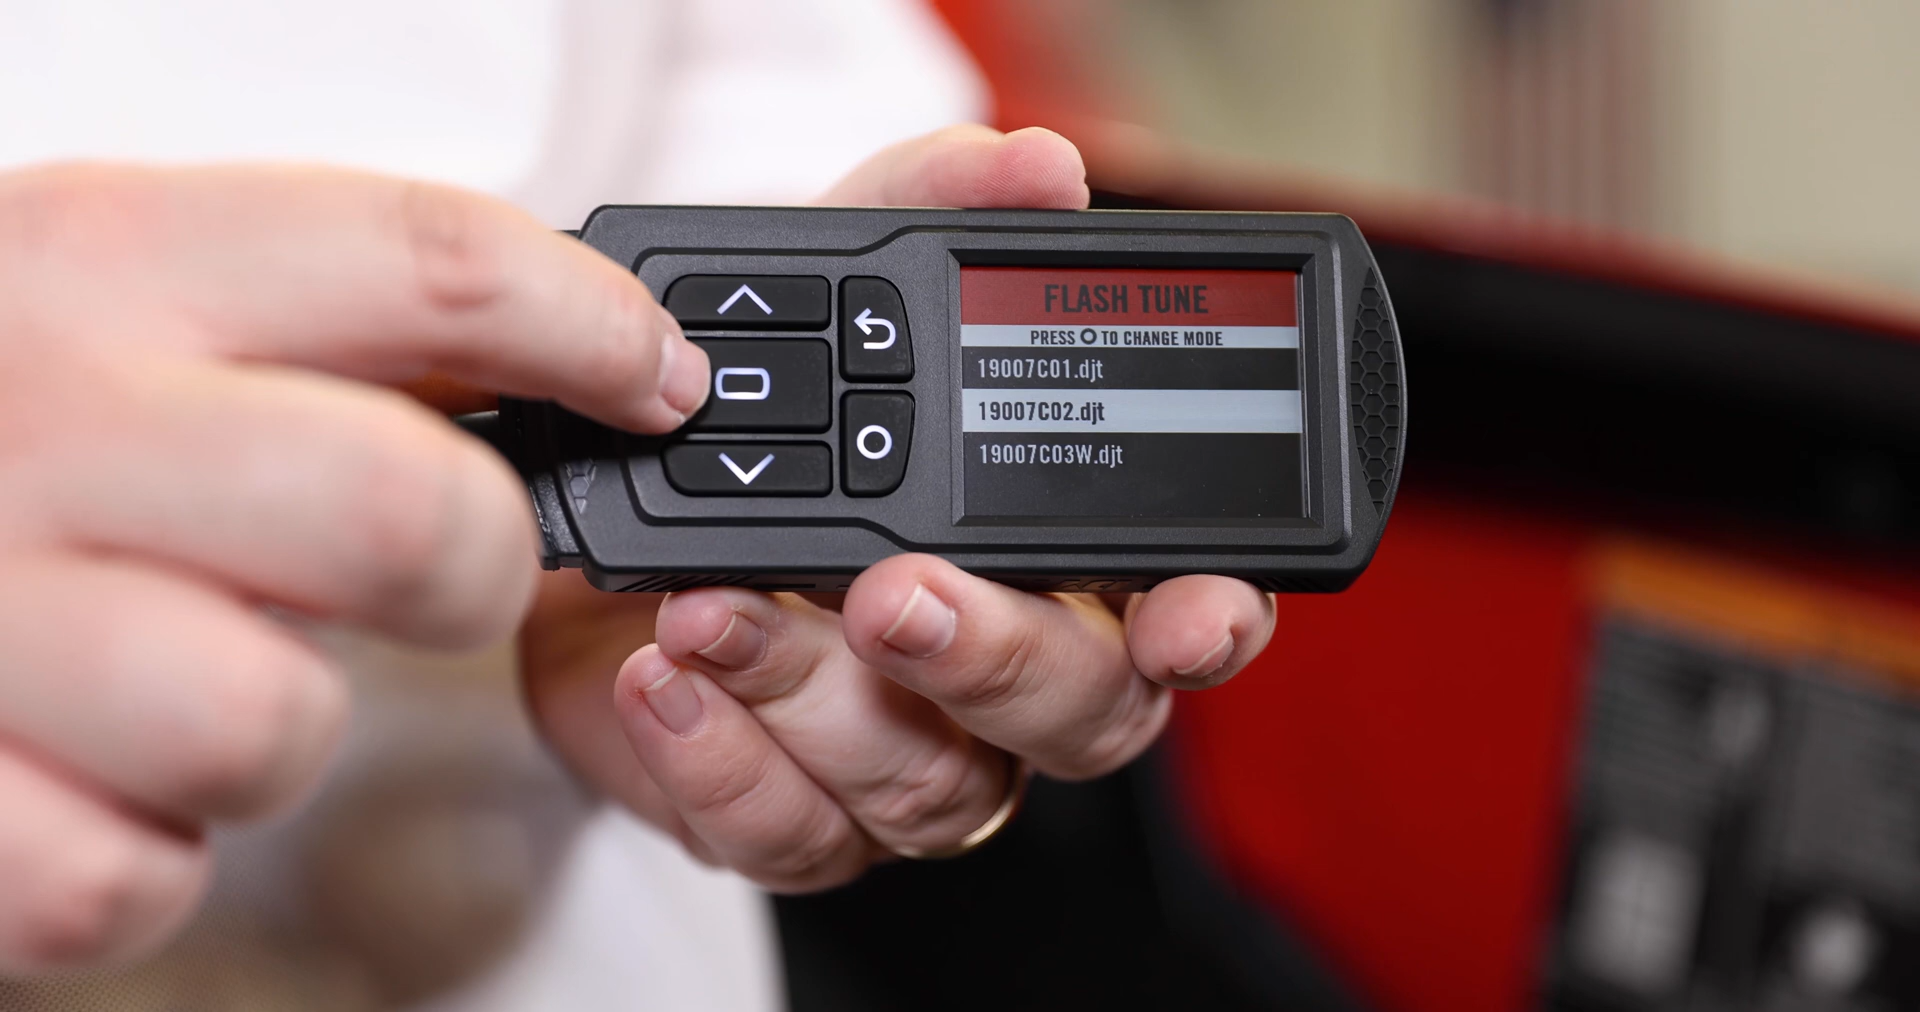 FLASH TUNE
PRESS O TO CHANGE MODE
19007C01.djt
19007C02.djt
19007C03W.djt